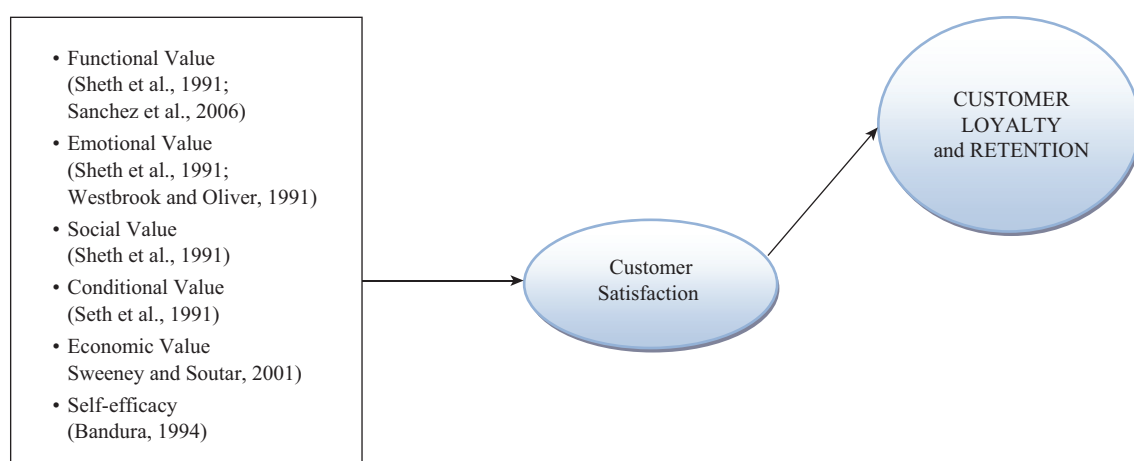 • Functional Value
(Sheth et al., 1991;
Sanchez et al., 2006)
• Emotional Value
(Sheth et al., 1991;
Westbrook and Oliver, 1991)
• Social Value
(Sheth et al., 1991)
• Conditional Value
(Seth et al., 1991)
• Economic Value
Sweeney and Soutar, 2001)
• Self-efficacy
(Bandura, 1994)
Customer
Satisfaction
CUSTOMER
LOYALTY
and RETENTION